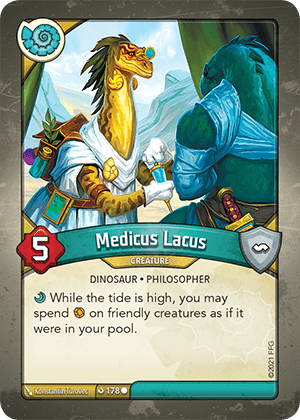 Medicus Lacus
CREATURE
5
DINOSAUR • PHILOSOPHER
While the tide is high, you may
spend on friendly creatures as if it
were in your pool.
Konstantin Turovec
178
©2021 FFG